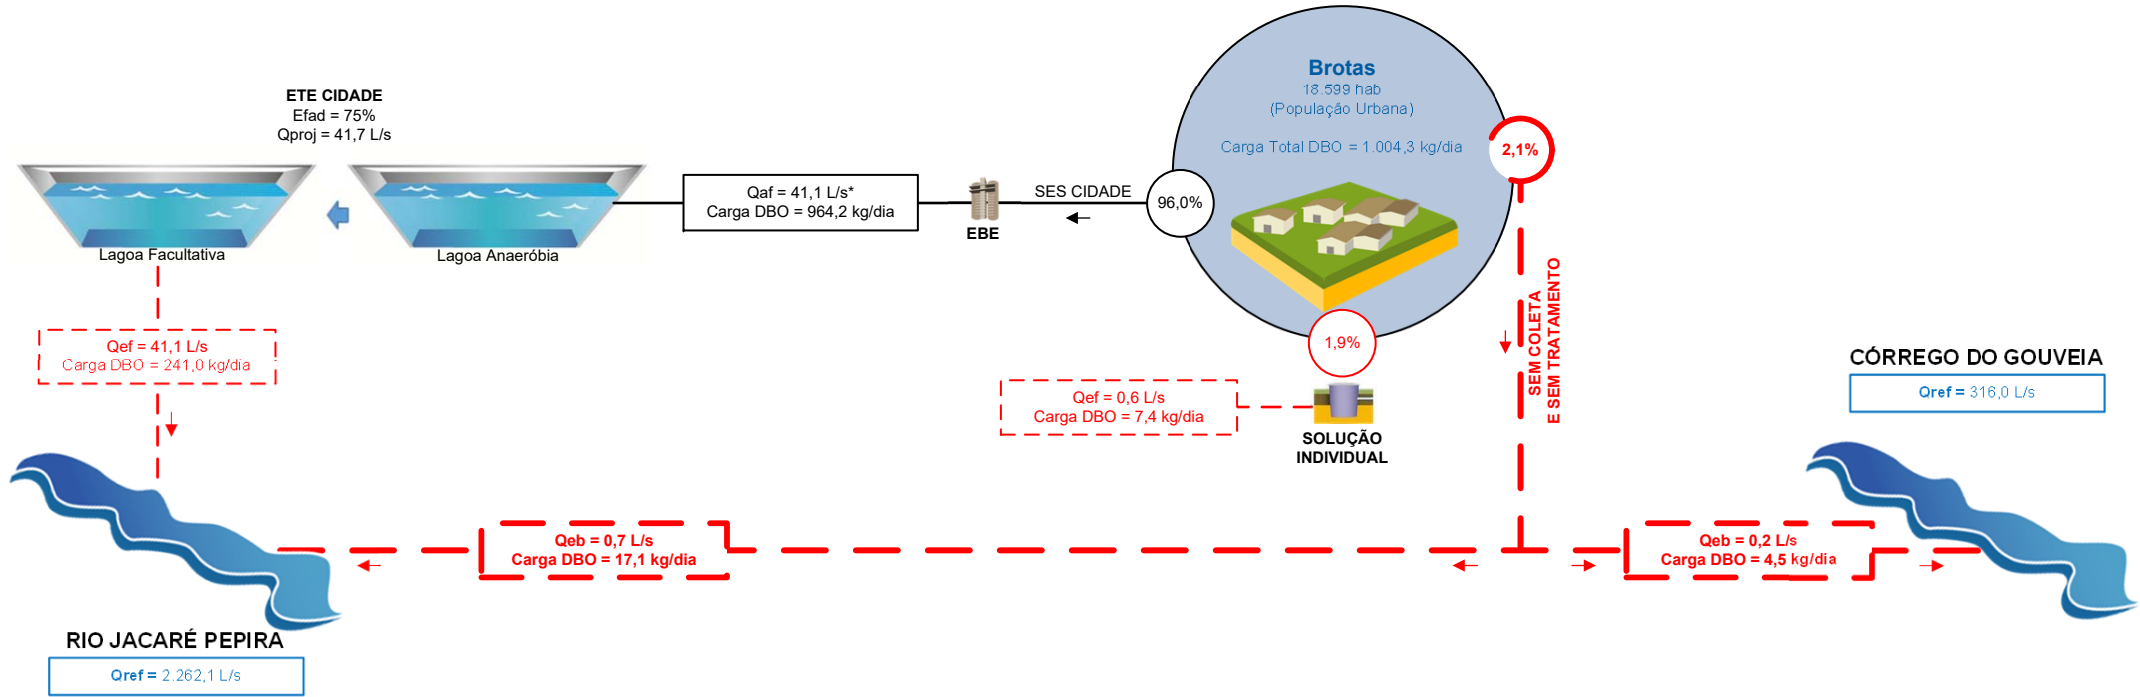 Brotas
18.599 hab
(População Urbana)
Carga Total DBO = 1.004,3 kg/dia
2,1%
ETE CIDADE
Efad = 75%
Qproj = 41,7 L/s
Qaf = 41,1 L/s*
Carga DBO = 964,2 kg/dia
SES CIDADE
96,0%
EBE
Lagoa Facultativa
Lagoa Anaeróbia
SEM COLETA
E SEM TRATAMENTO
1,9%
Qef = 41,1 L/s
Carga DBO = 241,0 kg/dia
CÓRREGO DO GOUVEIA
Qref = 316,0 L/s
Qef = 0,6 L/s
Carga DBO = 7,4 kg/dia
SOLUÇÃO
INDIVIDUAL
Qeb = 0,7 L/s
Carga DBO = 17,1 kg/dia
Qeb = 0,2 L/s
Carga DBO = 4,5 kg/dia
RIO JACARÉ PEPIRA
Qref = 2.262,1 L/s